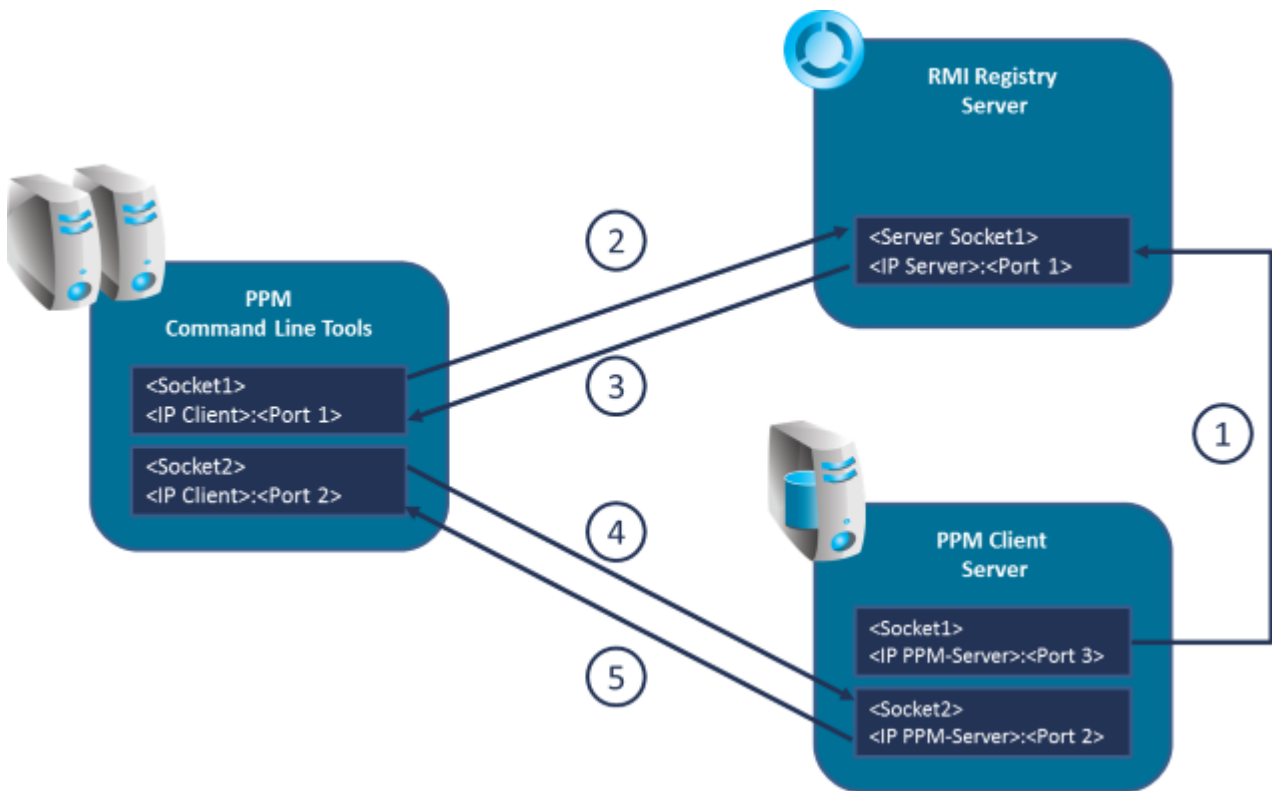 RMI Registry
Server
<Server Socket1>
<IP Server>:<Port 1>
2
PPM
Command Line Tools
<Socket1>
<IP Client>:<Port 1>
3
<Socket2>
<IP Client>:<Port 2>
1
4
PPM Client
Server
<Socket1>
<IP PPM-Server>:<Port 3>
5
<Socket2>
<IP PPM-Server>:<Port 2>